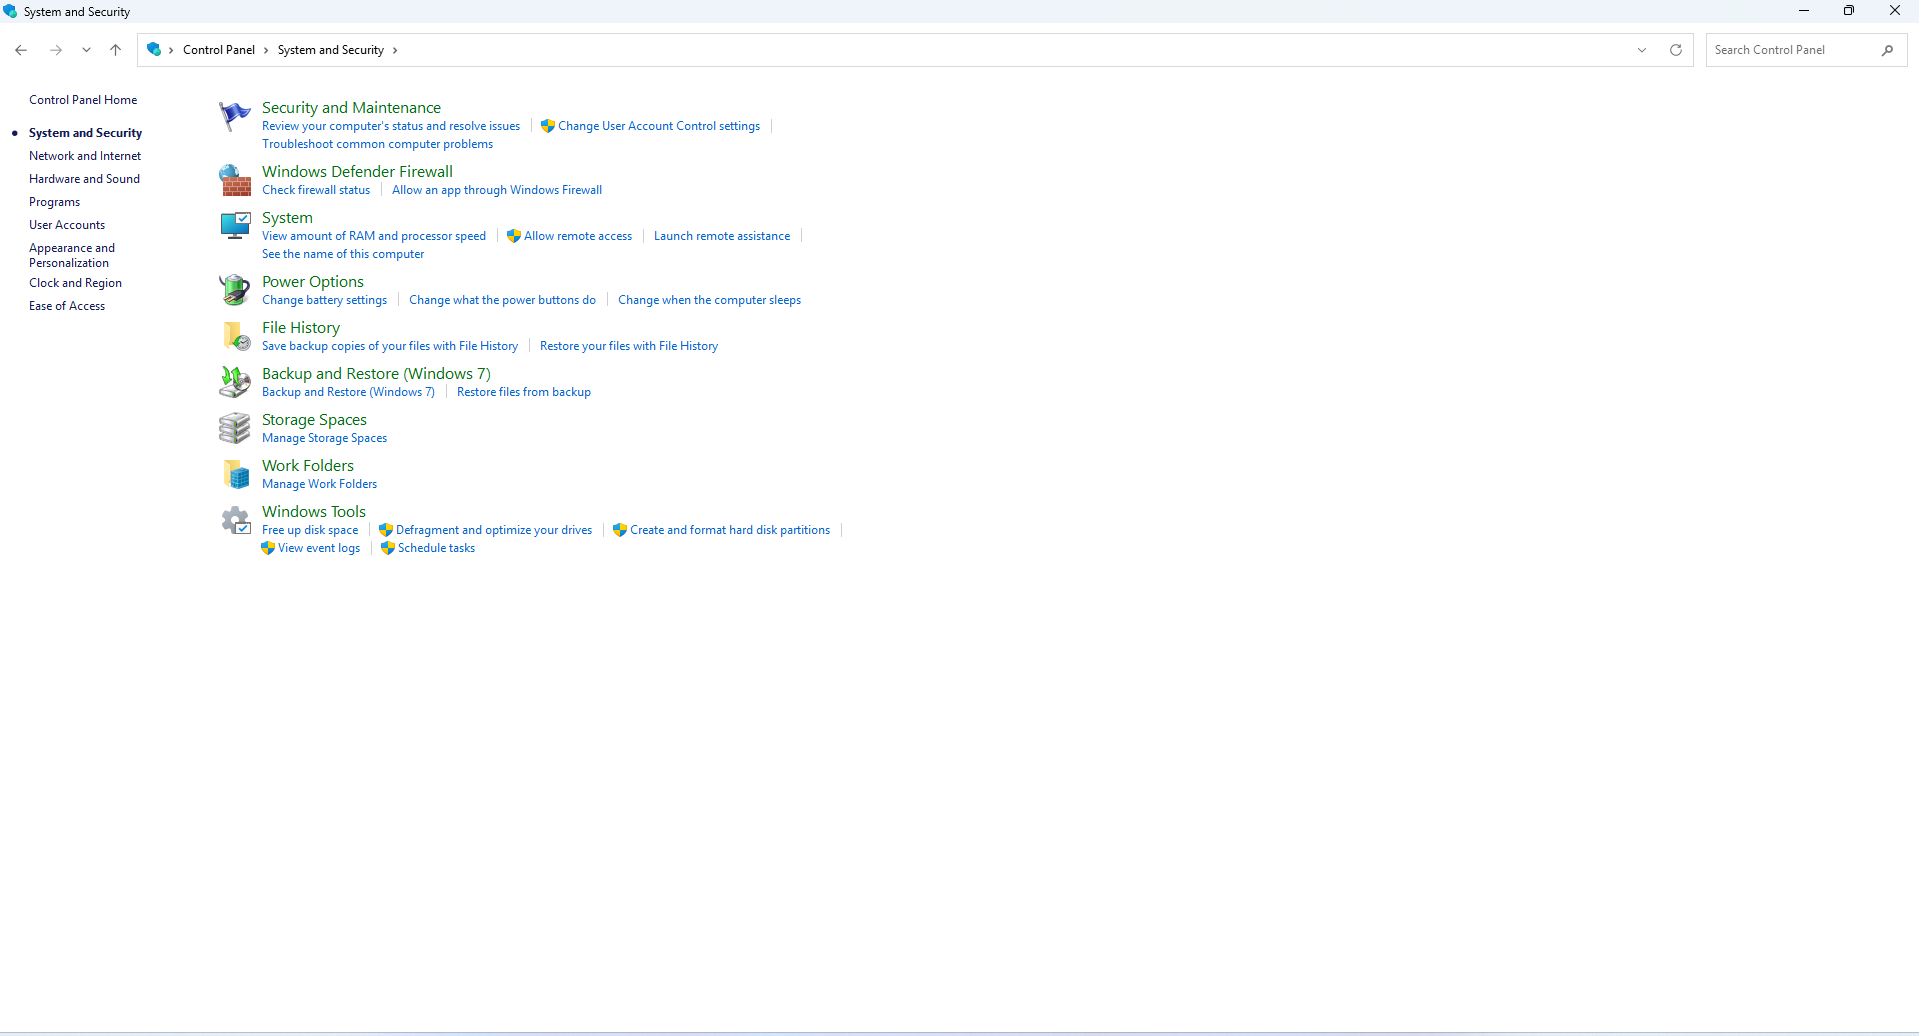 System and Security
Control Panel > System and Security >
Search Control Panel
Control Panel Home
System and Security
Network and Internet
Hardware and Sound
Programs
User Accounts
Appearance and
Personalization
Clock and Region
Ease of Access
Security and Maintenance
Review your computer's status and resolve issues | Change User Account Control settings |
Troubleshoot common computer problems
Windows Defender Firewall
Check firewall status | Allow an app through Windows Firewall
System
View amount of RAM and processor speed | Allow remote access | Launch remote assistance |
See the name of this computer
Power Options
Change battery settings | Change what the power buttons do | Change when the computer sleeps
File History
Save backup copies of your files with File History | Restore your files with File History
Backup and Restore (Windows 7)
Backup and Restore (Windows 7) | Restore files from backup
Storage Spaces
Manage Storage Spaces
Work Folders
Manage Work Folders
Windows Tools
Free up disk space | Defragment and optimize your drives | Create and format hard disk partitions |
View event logs | Schedule tasks